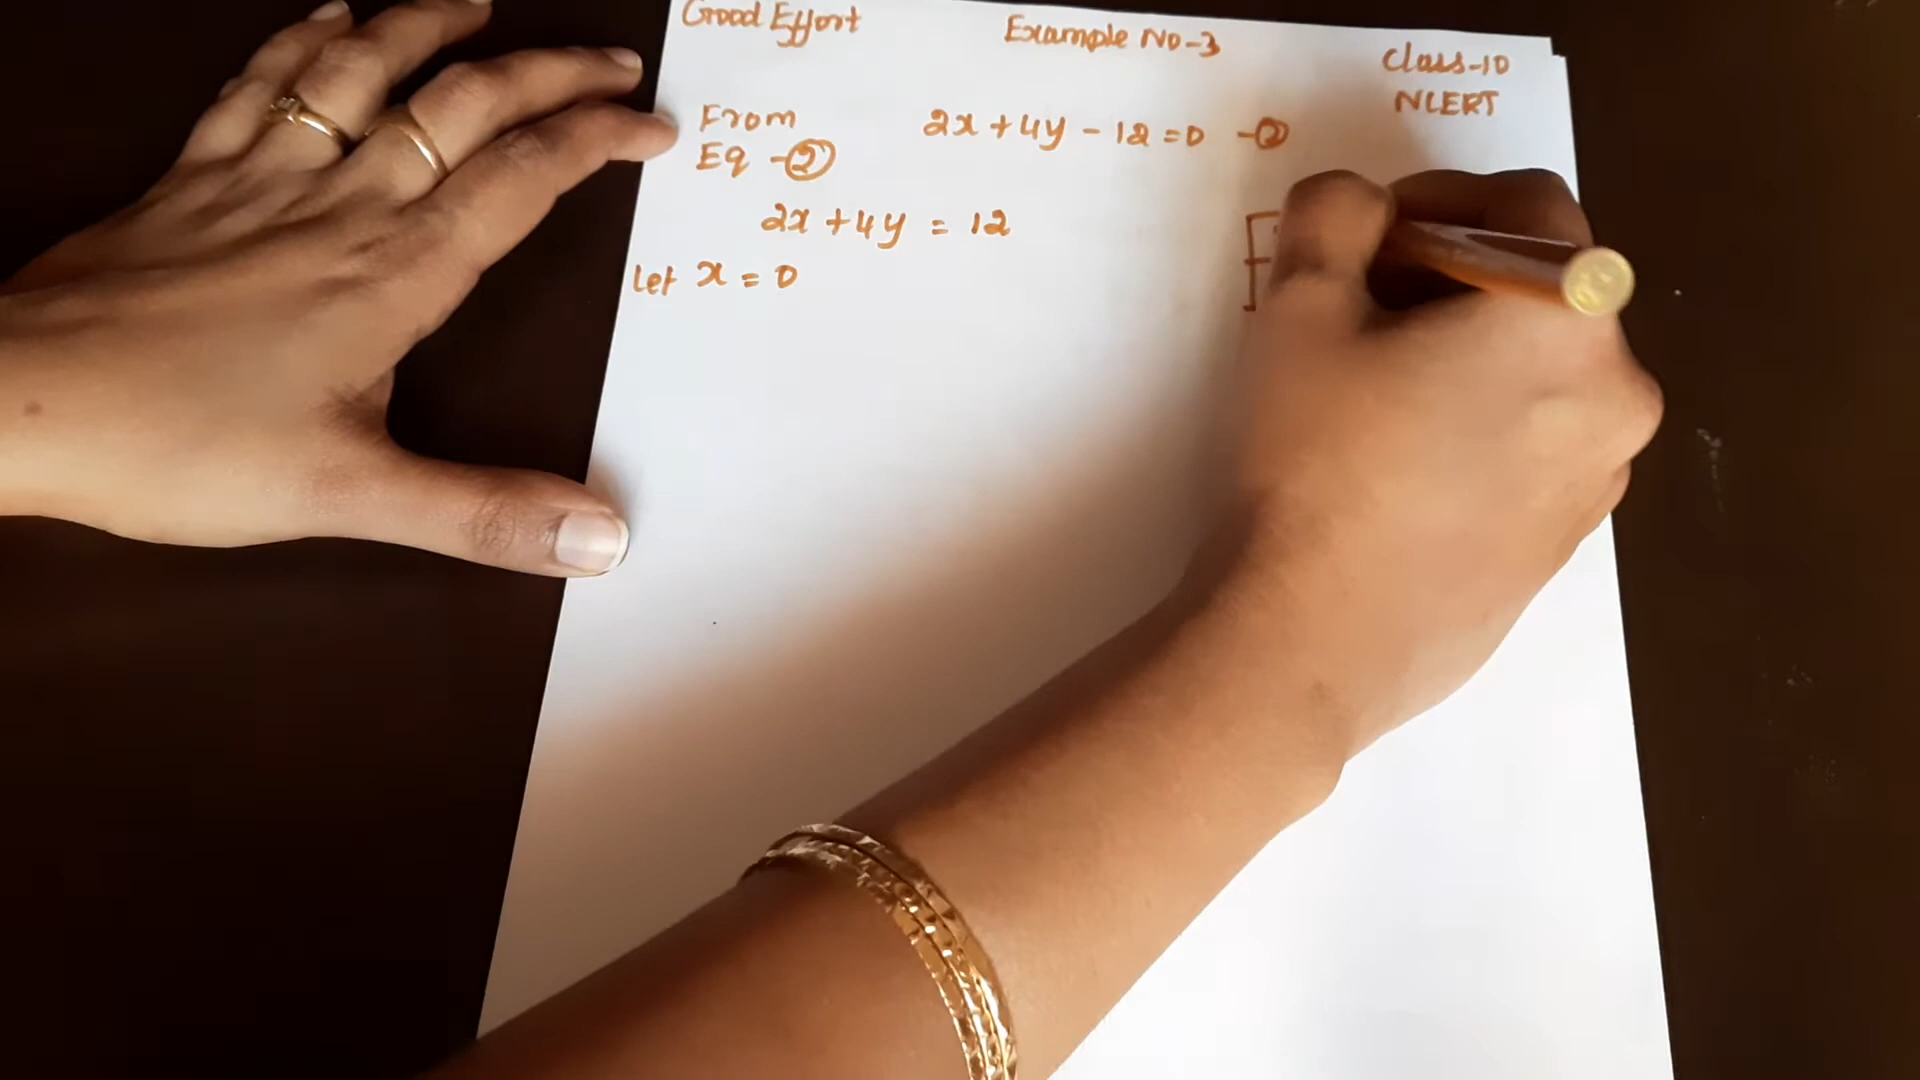 Good Effort
Example No-3
Class-10
NCERT
From
Eq -②
2x + 4y - 12 = 0 -②
2x + 4y = 12
Let x = 0